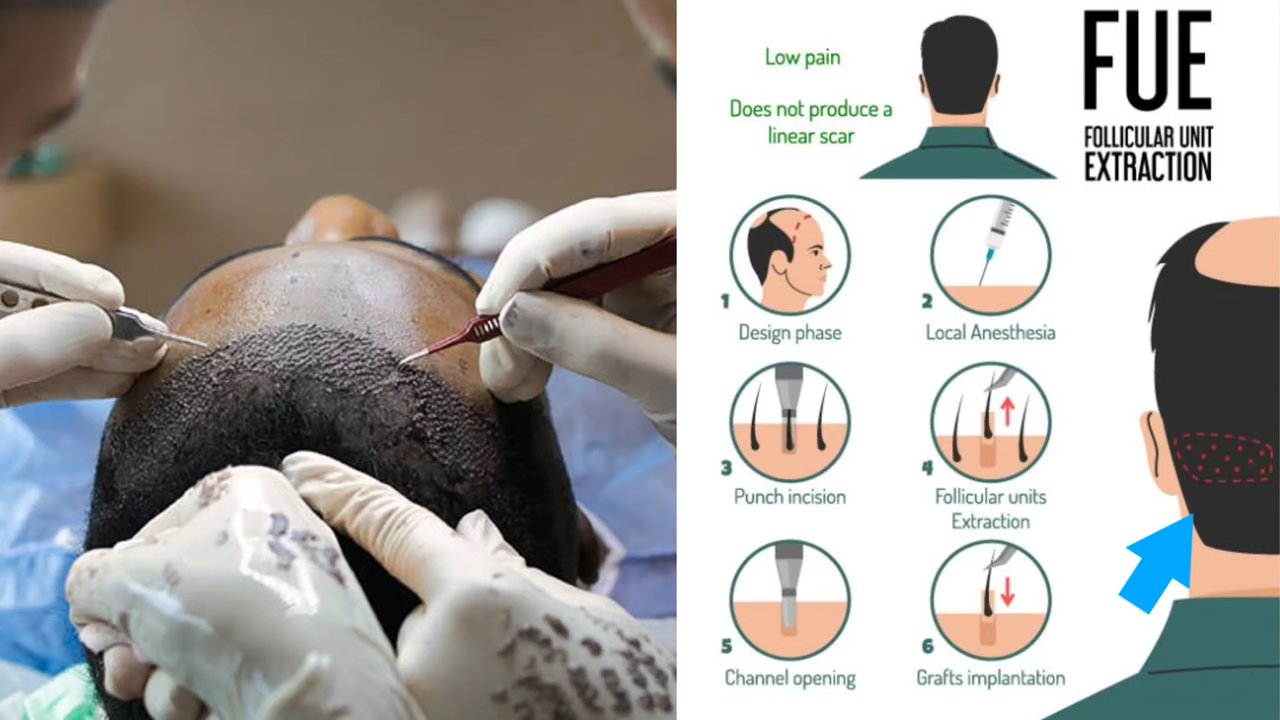 Low pain
Does not produce a
linear scar
FUE
FOLLICULAR UNIT
EXTRACTION
1
Design phase
2
Local Anesthesia
3
Punch incision
4
Follicular units
Extraction
5
Channel opening
6
Grafts implantation